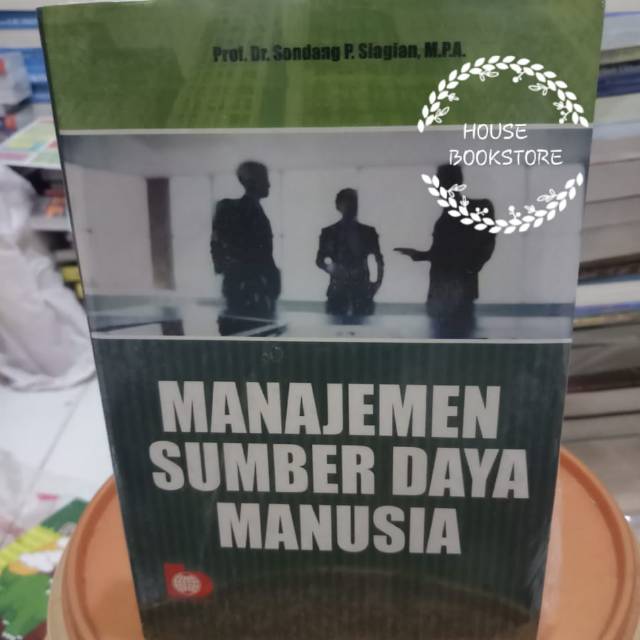 Prof. Dr. Sondang P. Siagian, M.P.A.
HOUSE
BOOKSTORE
MANAJEMEN
SUMBER DAYA
MANUSIA